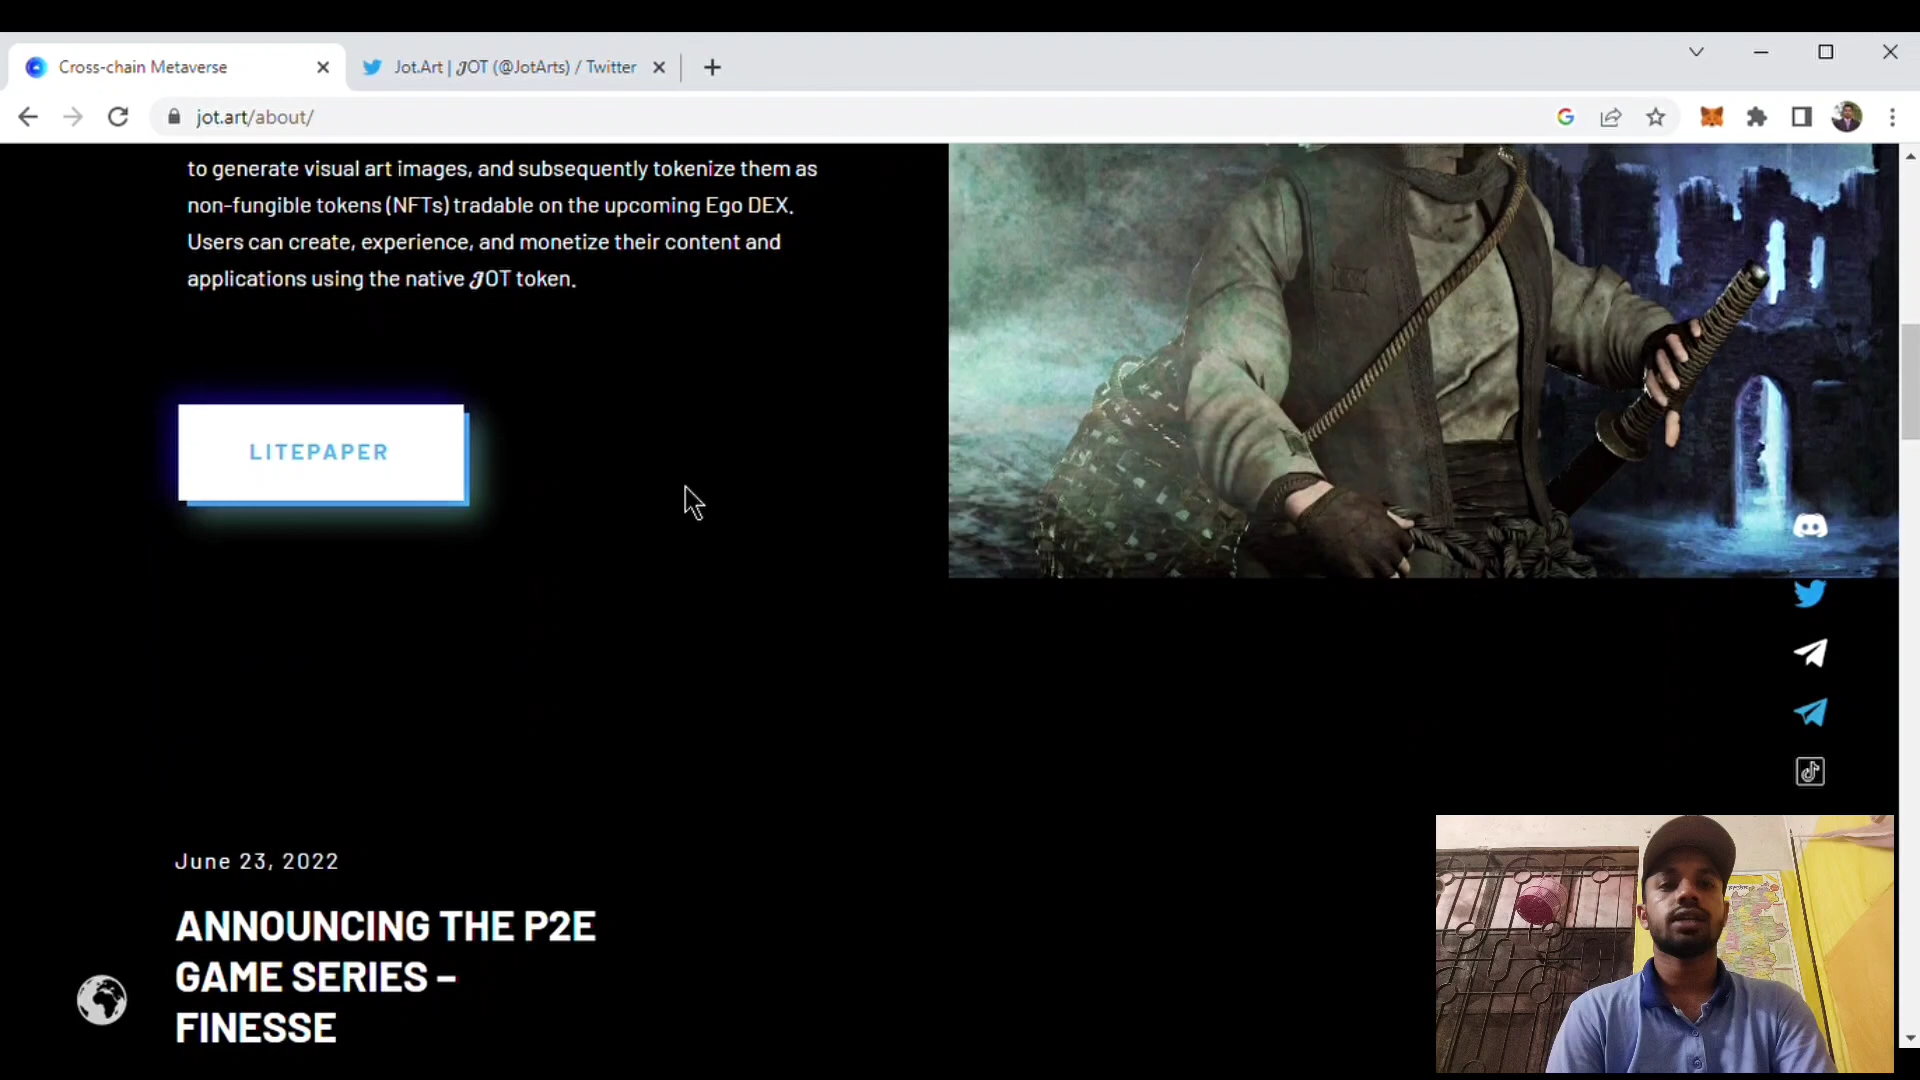 Cross-chain Metaverse
Jot.Art | 𝒥OT (@JotArts) / Twitter
jot.art/about/
to generate visual art images, and subsequently tokenize them as
non-fungible tokens (NFTs) tradable on the upcoming Ego DEX.
Users can create, experience, and monetize their content and
applications using the native 𝒥OT token.
LITEPAPER
June 23, 2022
ANNOUNCING THE P2E
GAME SERIES –
FINESSE